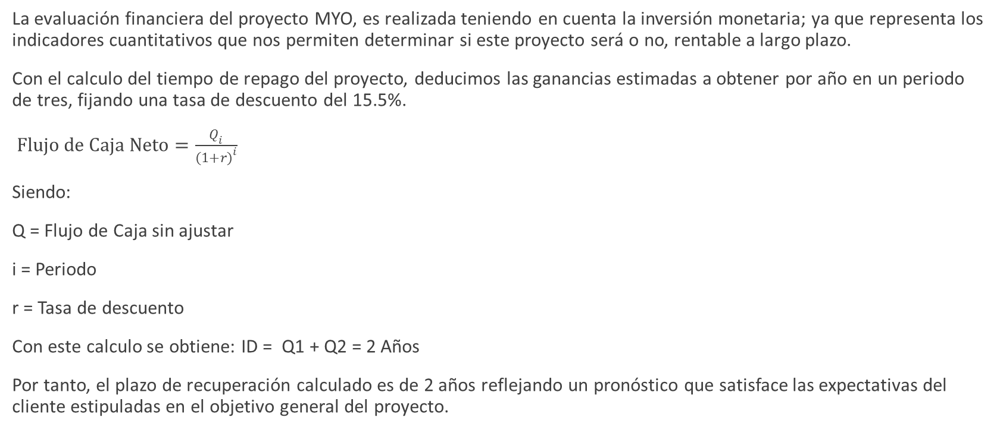 La evaluación financiera del proyecto MYO, es realizada teniendo en cuenta la inversión monetaria; ya que representa los
indicadores cuantitativos que nos permiten determinar si este proyecto será o no, rentable a largo plazo.
Con el calculo del tiempo de repago del proyecto, deducimos las ganancias estimadas a obtener por año en un periodo
de tres, fijando una tasa de descuento del 15.5%.
Flujo de Caja Neto = Qᵢ/(1+r)ⁱ
Siendo:
Q = Flujo de Caja sin ajustar
i = Periodo
r = Tasa de descuento
Con este calculo se obtiene: ID = Q1 + Q2 = 2 Años
Por tanto, el plazo de recuperación calculado es de 2 años reflejando un pronóstico que satisface las expectativas del
cliente estipuladas en el objetivo general del proyecto.